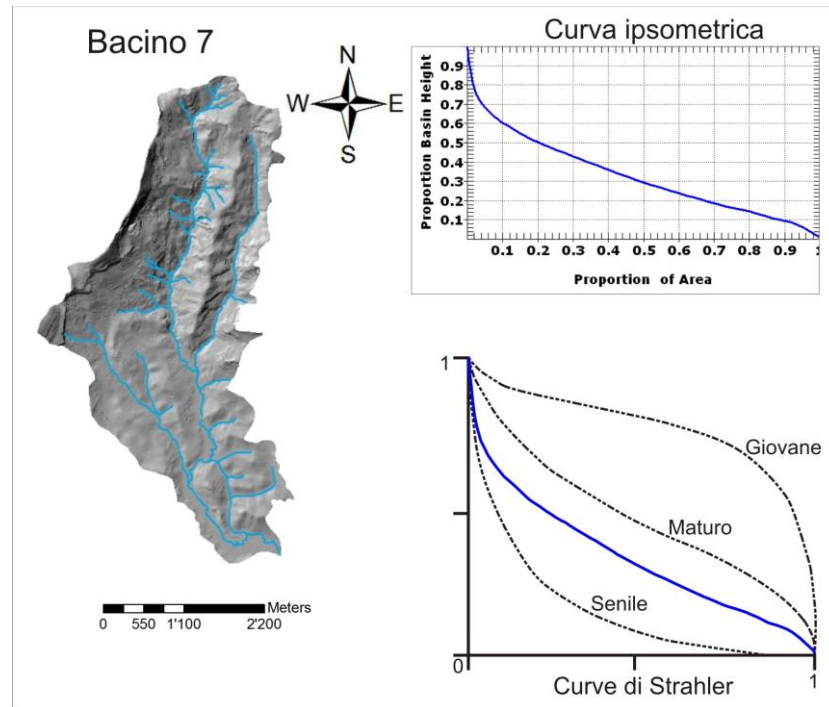 Bacino 7
N
W
E
S
Meters
0
550
1'100
2'200
Curva ipsometrica
Proportion Basin Height
0.9
0.8
0.7
0.6
0.5
0.4
0.3
0.2
0.1
0.1
0.2
0.3
0.4
0.5
0.6
0.7
0.8
0.9
1
Proportion of Area
1
Giovane
Maturo
Senile
0
1
Curve di Strahler